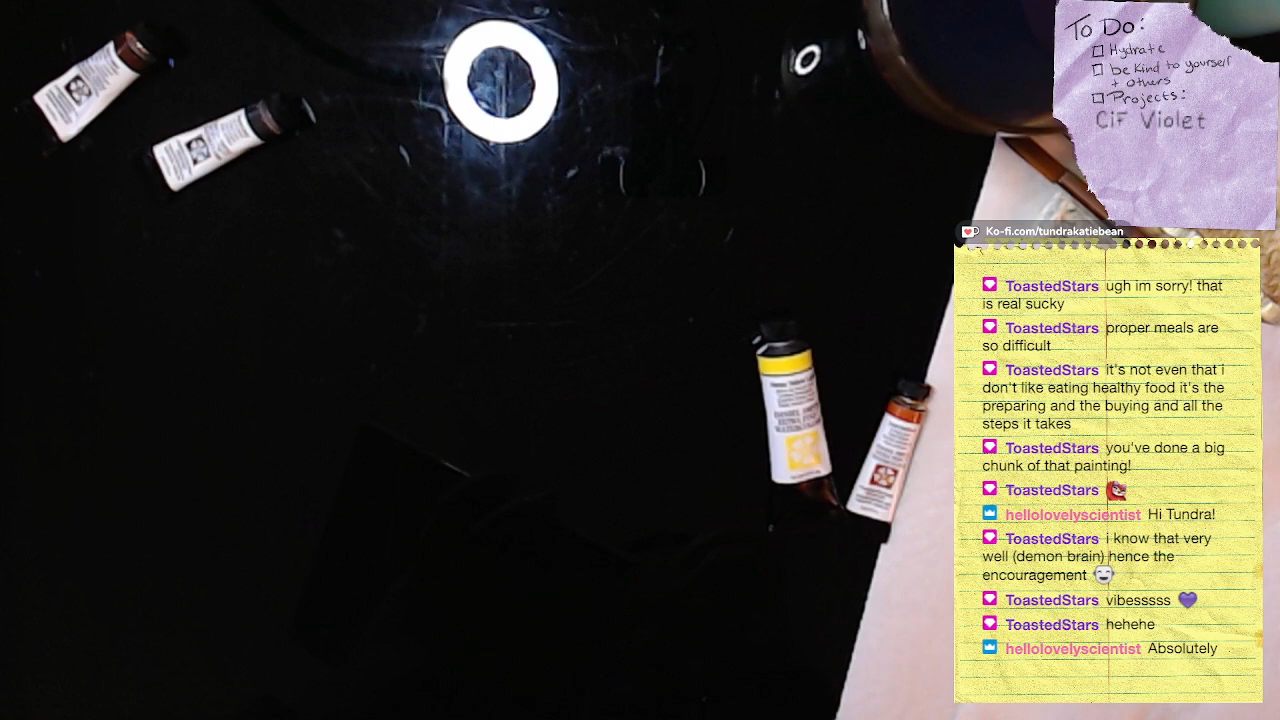 To Do:
Hydrate
be kind to yourself
+ others
Projects:
CiF Violet
Ko-fi.com/tundrakatiebean
ToastedStars ugh im sorry! that
is real sucky
ToastedStars proper meals are
so difficult
ToastedStars it's not even that i
don't like eating healthy food it's the
preparing and the buying and all the
steps it takes
ToastedStars you've done a big
chunk of that painting!
ToastedStars
hellolovelyscientist Hi Tundra!
ToastedStars i know that very
well (demon brain) hence the
encouragement
ToastedStars vibesssss
ToastedStars hehehe
hellolovelyscientist Absolutely